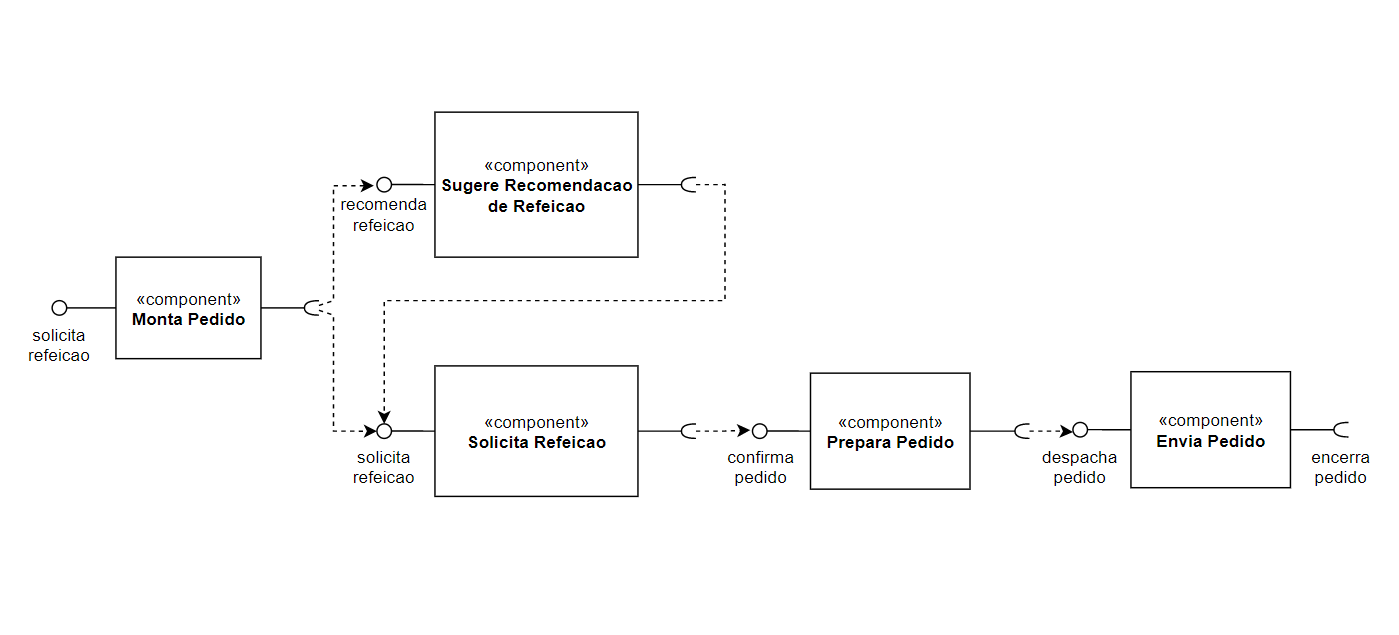 «component»
Sugere Recomendacao
de Refeicao
recomenda
refeicao
«component»
Monta Pedido
solicita
refeicao
«component»
Solicita Refeicao
solicita
refeicao
«component»
Prepara Pedido
confirma
pedido
«component»
Envia Pedido
despacha
pedido
encerra
pedido